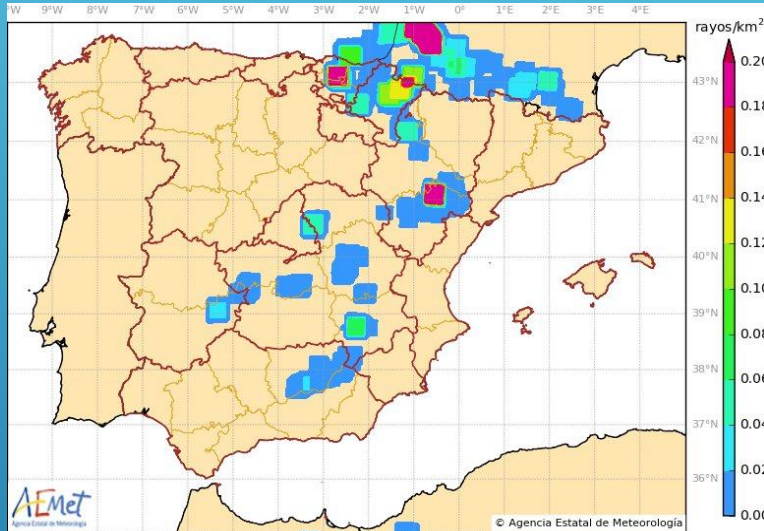 9°W 8°W 7°W 6°W 5°W 4°W 3°W 2°W 1°W 0° 1°E 2°E 3°E 4°E
rayos/km²
0.20
43°N
0.18
42°N
0.16
0.14
41°N
0.12
40°N
0.10
39°N
0.08
38°N
0.06
0.04
37°N
0.02
36°N
0.00
AEMet
Agencia Estatal de Meteorología
© Agencia Estatal de Meteorología